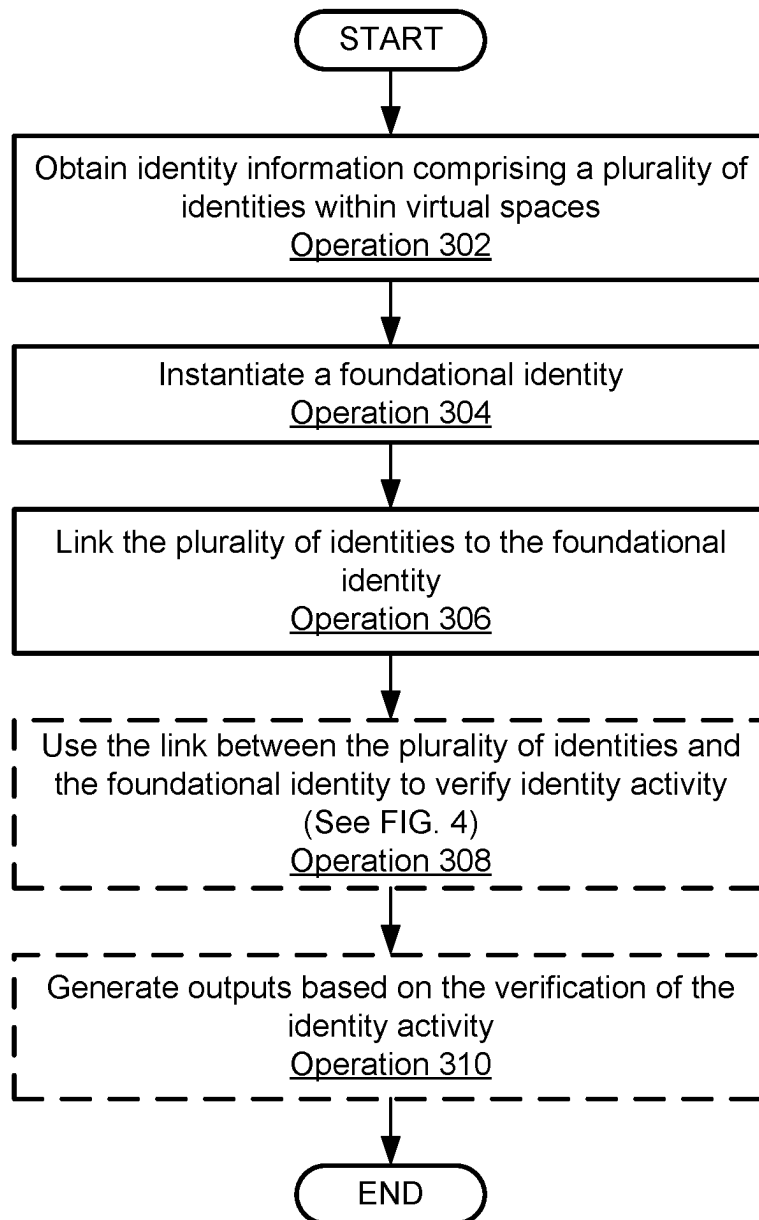 START
Obtain identity information comprising a plurality of
identities within virtual spaces
Operation 302
Instantiate a foundational identity
Operation 304
Link the plurality of identities to the foundational
identity
Operation 306
Use the link between the plurality of identities and
the foundational identity to verify identity activity
(See FIG. 4)
Operation 308
Generate outputs based on the verification of the
identity activity
Operation 310
END